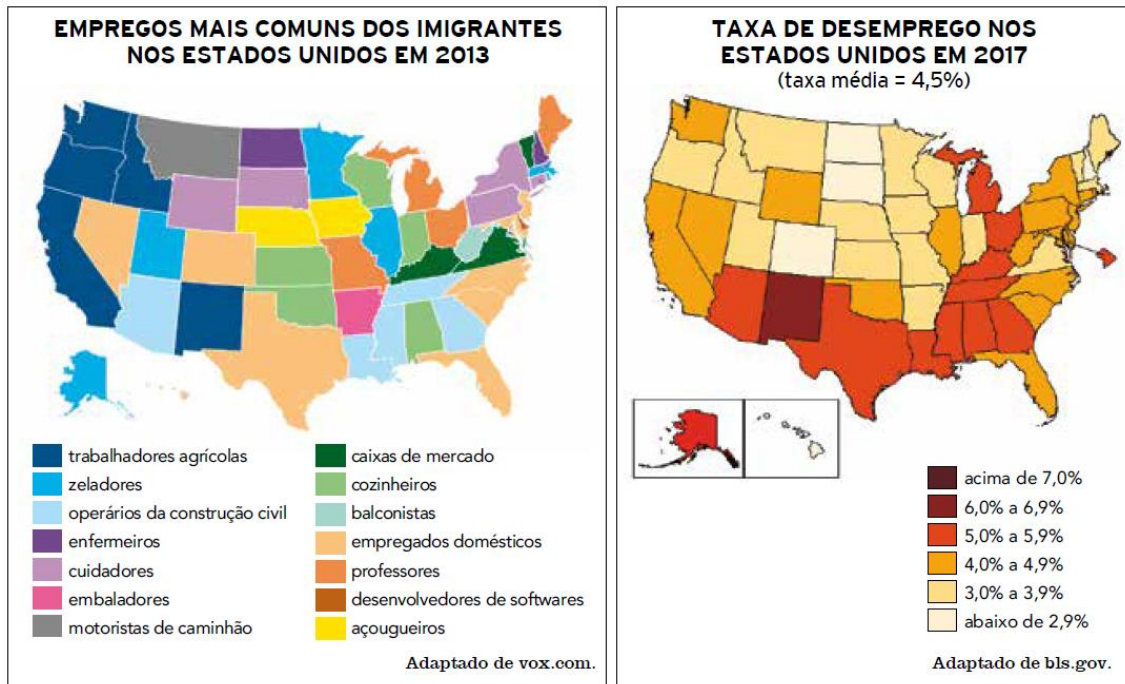 EMPREGOS MAIS COMUNS DOS IMIGRANTES
NOS ESTADOS UNIDOS EM 2013
trabalhadores agrícolas
zeladores
operários da construção civil
enfermeiros
cuidadores
embaladores
motoristas de caminhão
caixas de mercado
cozinheiros
balconistas
empregados domésticos
professores
desenvolvedores de softwares
açougueiros
Adaptado de vox.com.
TAXA DE DESEMPREGO NOS
ESTADOS UNIDOS EM 2017
(taxa média = 4,5%)
acima de 7,0%
6,0% a 6,9%
5,0% a 5,9%
4,0% a 4,9%
3,0% a 3,9%
abaixo de 2,9%
Adaptado de bls.gov.